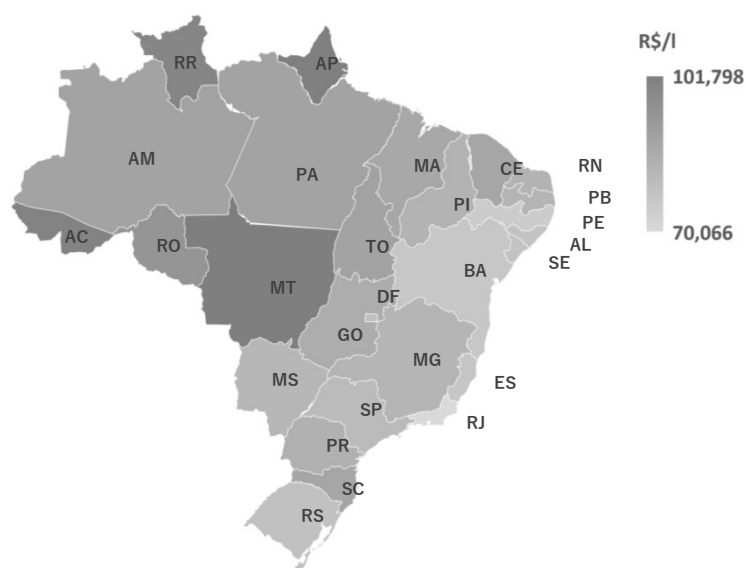 R$/l
101,798
70,066
RR
AP
AM
PA
MA
CE
RN
PI
PB
PE
AL
SE
AC
RO
TO
BA
MT
DF
GO
MG
MS
ES
SP
RJ
PR
SC
RS